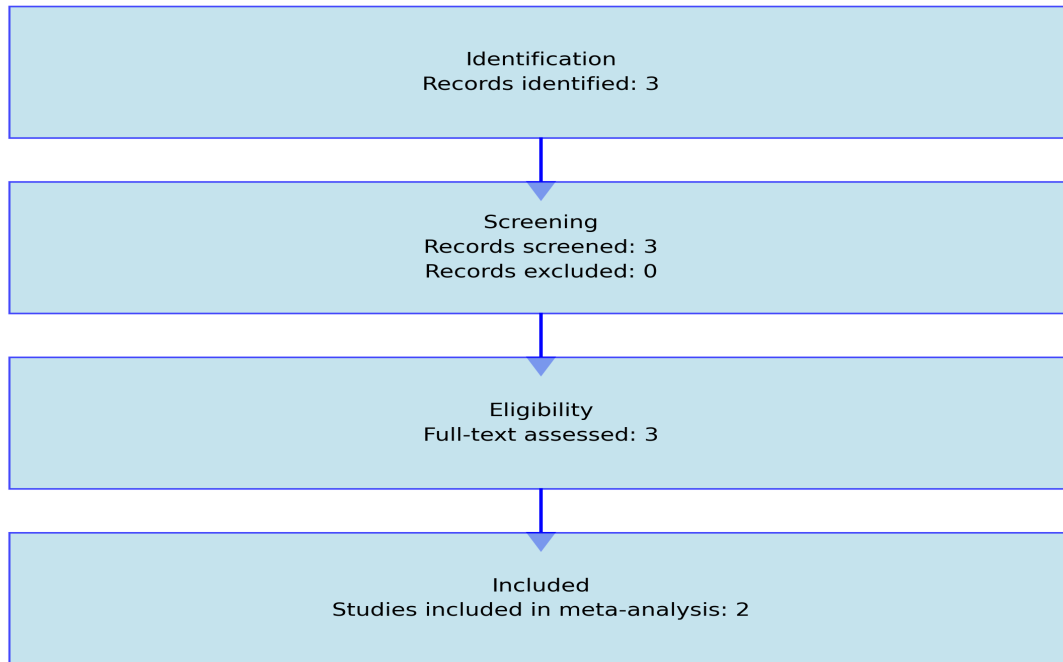 Identification
Records identified: 3
Screening
Records screened: 3
Records excluded: 0
Eligibility
Full-text assessed: 3
Included
Studies included in meta-analysis: 2